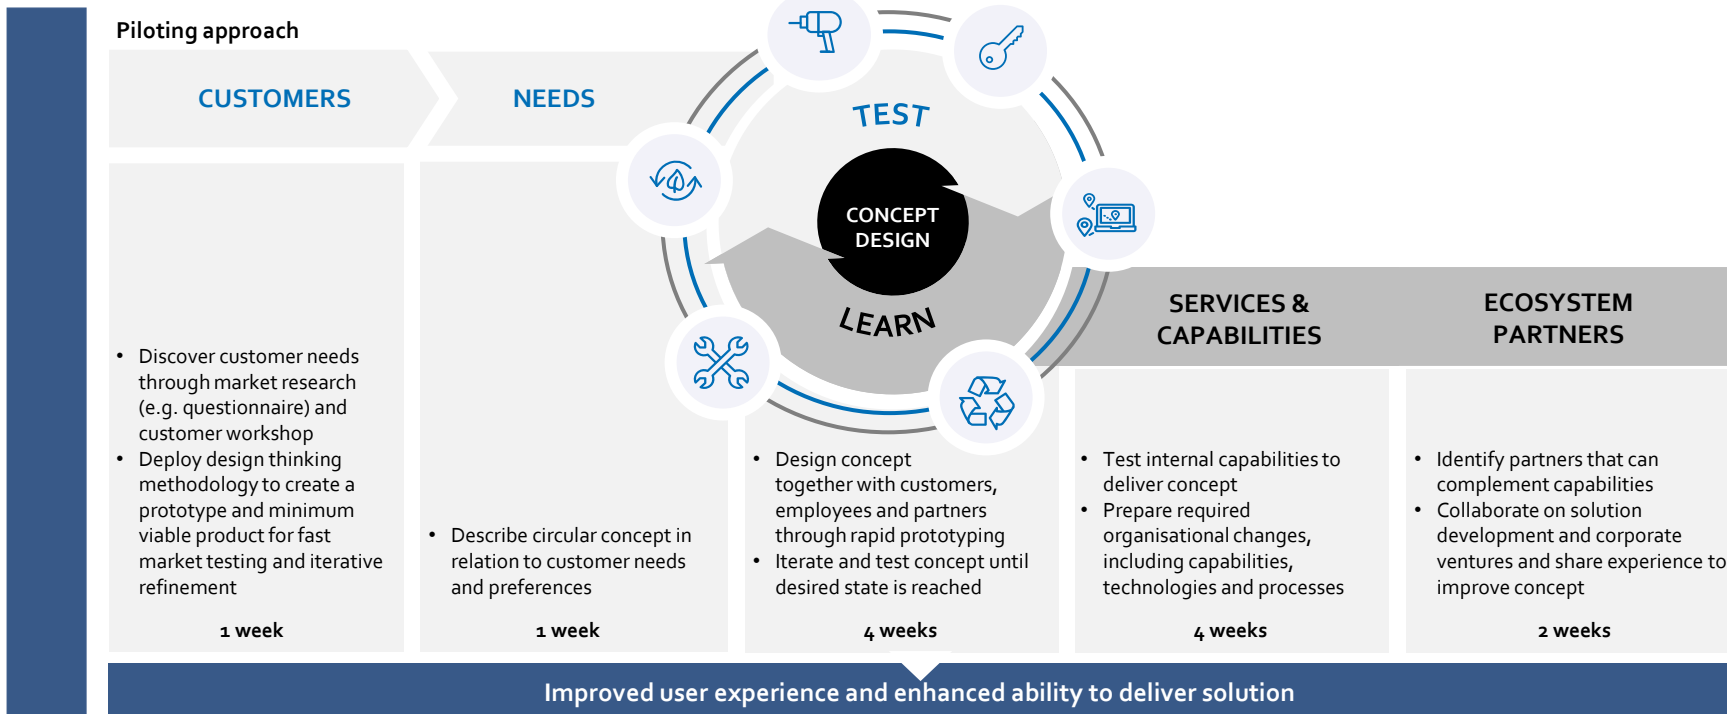 Piloting approach
CUSTOMERS
NEEDS
TEST
CONCEPT
DESIGN
LEARN
SERVICES &
CAPABILITIES
ECOSYSTEM
PARTNERS
• Discover customer needs
through market research
(e.g. questionnaire) and
customer workshop
• Deploy design thinking
methodology to create a
prototype and minimum
viable product for fast
market testing and iterative
refinement
1 week
• Describe circular concept in
relation to customer needs
and preferences
1 week
• Design concept
together with customers,
employees and partners
through rapid prototyping
• Iterate and test concept until
desired state is reached
4 weeks
• Test internal capabilities to
deliver concept
• Prepare required
organisational changes,
including capabilities,
technologies and processes
4 weeks
• Identify partners that can
complement capabilities
• Collaborate on solution
development and corporate
ventures and share experience to
improve concept
2 weeks
Improved user experience and enhanced ability to deliver solution